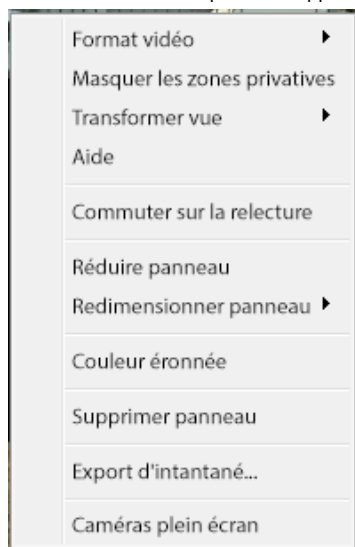 Format vidéo
Masquer les zones privatives
Transformer vue
Aide
Commuter sur la relecture
Réduire panneau
Redimensionner panneau
Couleur éronnée
Supprimer panneau
Export d'intantané...
Caméras plein écran